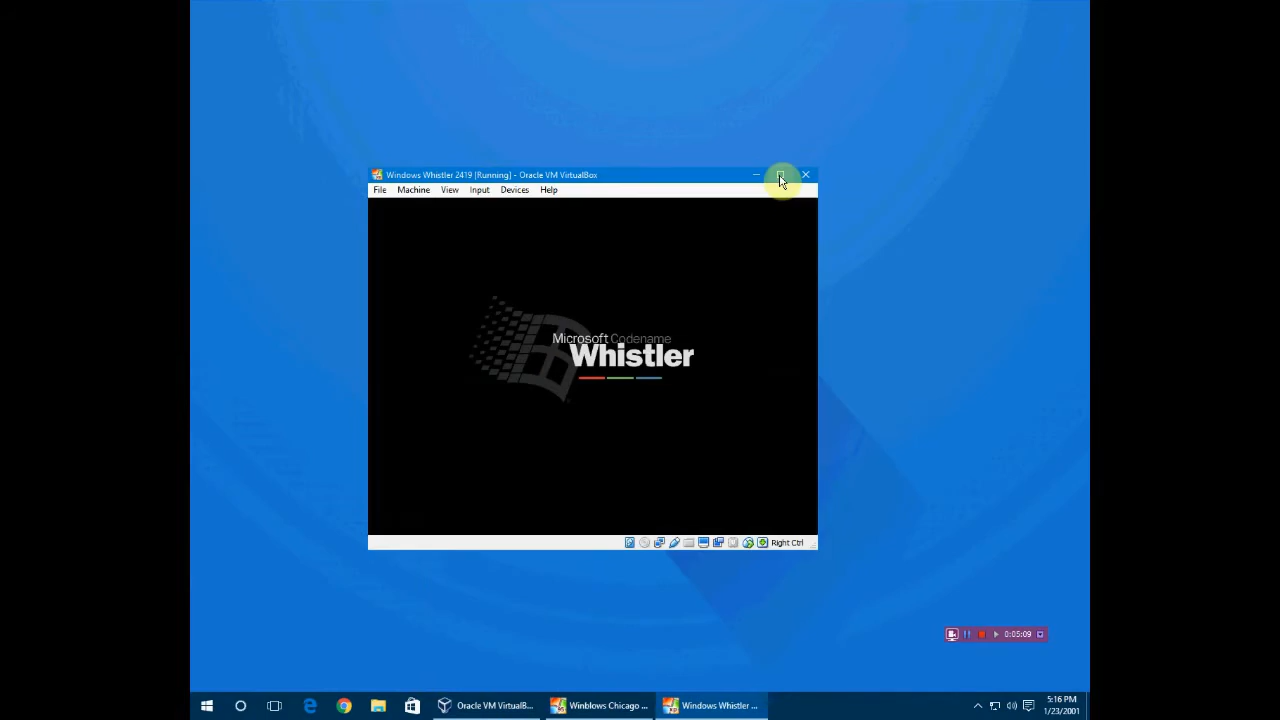 Windows Whistler 2419 [Running] - Oracle VM VirtualBox
File Machine View Input Devices Help
Microsoft Codename
Whistler
Right Ctrl
0:05:09
Oracle VM VirtualB... Winblows Chicago ... Windows Whistler ... 5:16 PM
1/23/2001